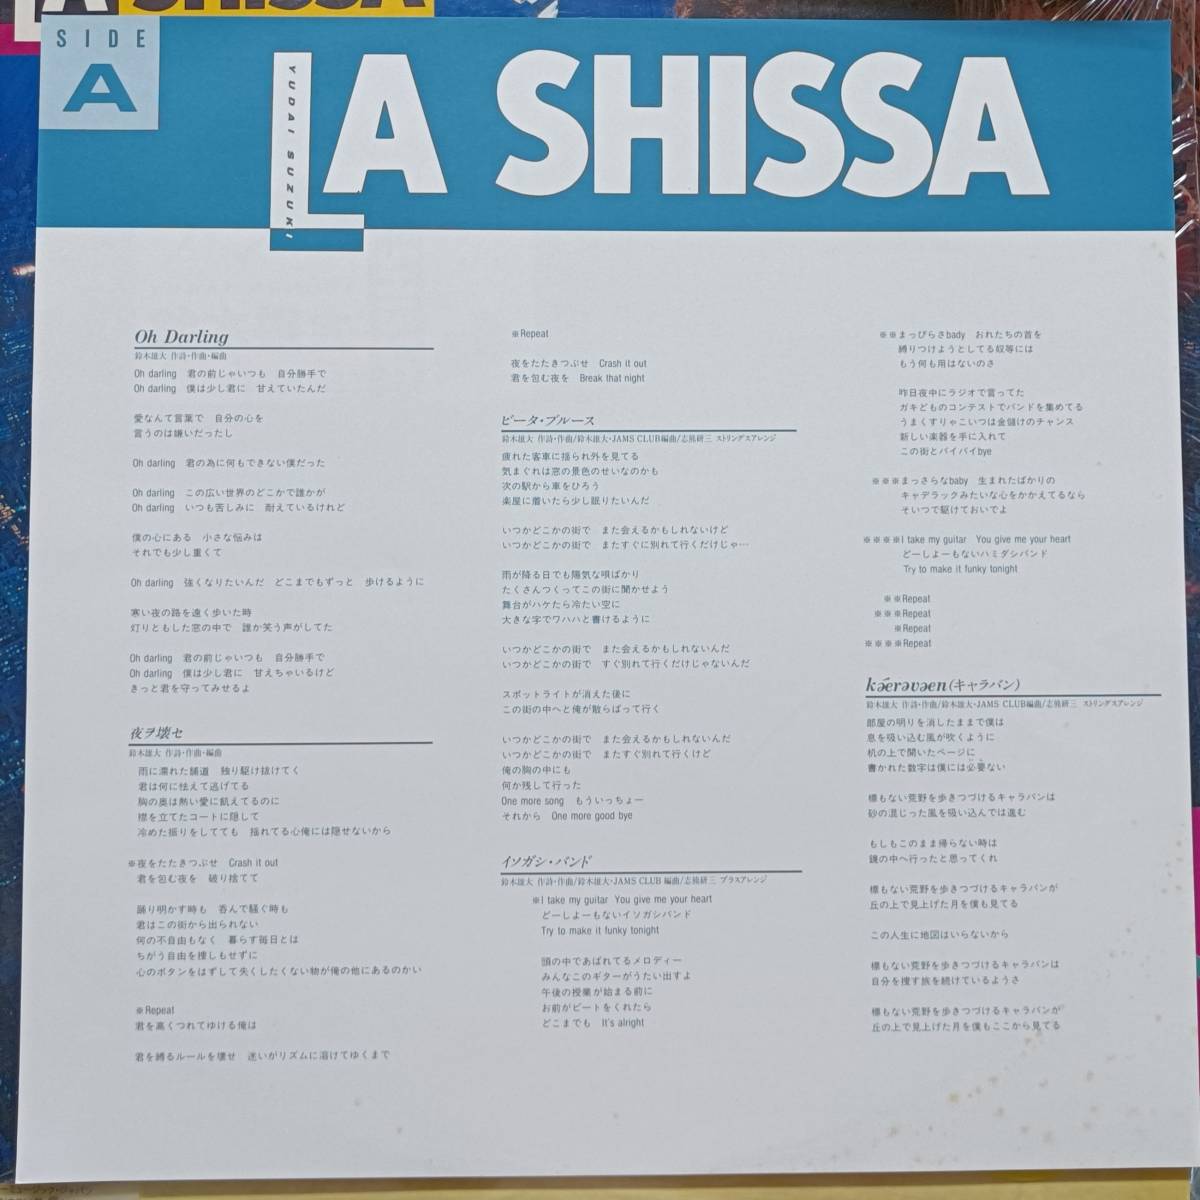 LA SHISSA
SIDE
A
YUDAI SUZUKI
LA SHISSA
Oh Darling
鈴木雄大 作詩・作曲・編曲
Oh darling 君の前じゃいつも 自分勝手で
Oh darling 僕は少し君に 甘えていたんだ
愛なんて言葉で 自分の心を
言うのは嫌いだったし
Oh darling 君の為に何もできない僕だった
Oh darling この広い世界のどこかで誰かが
Oh darling いつも苦しみに 耐えているけれど
僕の心にある 小さな悩みは
それでも少し重くて
Oh darling 強くなりたいんだ どこまでもずっと 歩けるように
寒い夜の路を遠く歩いた時
灯りともした窓の中で 誰か笑う声がしてた
Oh darling 君の前じゃいつも 自分勝手で
Oh darling 僕は少し君に 甘えちゃいるけど
きっと君を守ってみせるよ
夜ヲ壊セ
鈴木雄大 作詩・作曲・編曲
雨に濡れた舗道 独り駆け抜けてく
君は何に怯えて逃げてる
胸の奥は熱い愛に飢えてるのに
襟を立てたコートに隠して
冷めた振りをしてても 揺れてる心俺には隠せないから
※夜をたたきつぶせ Crash it out
君を包む夜を 破り捨てて
踊り明かす時も 呑んで騒ぐ時も
君はこの街から出られない
何の不自由もなく 暮らす毎日とは
ちがう自由を捜しもせずに
心のボタンをはずして失くしたくない物が俺の他にあるのかい
※Repeat
君を高くつれてゆける俺は
君を縛るルールを壊せ 迷いがリズムに溶けてゆくまで
※Repeat
夜をたたきつぶせ Crash it out
君を包む夜を Break that night
ビータ・ブルース
鈴木雄大 作詩・作曲/鈴木雄大・JAMS CLUB編曲/志熊研三 ストリングスアレンジ
疲れた客車に揺られ外を見てる
気まぐれは窓の景色のせいなのかも
次の駅から車をひろう
楽屋に着いたら少し眠りたいんだ
いつかどこかの街で また会えるかもしれないけど
いつかどこかの街で またすぐに別れて行くだけじゃ…
雨が降る日でも陽気な唄ばかり
たくさんつくってこの街に聞かせよう
舞台がハケたら冷たい空に
大きな字でワハハと書けるように
いつかどこかの街で また会えるかもしれないんだ
いつかどこかの街で すぐ別れて行くだけじゃないんだ
スポットライトが消えた後に
この街の中へと俺が散らばって行く
いつかどこかの街で また会えるかもしれないんだ
いつかどこかの街で またすぐ別れて行くけど
俺の胸の中にも
何か残して行った
One more song もういっちょー
それから One more good bye
イソガシ・バンド
鈴木雄大 作詩・作曲/鈴木雄大・JAMS CLUB 編曲/志熊研三 ブラスアレンジ
※I take my guitar You give me your heart
どーしよーもないイソガシバンド
Try to make it funky tonight
頭の中であばれてるメロディー
みんなこのギターがうたい出すよ
午後の授業が始まる前に
お前がビートをくれたら
どこまでも It's alright
※※まっぴらさbady おれたちの首を
縛りつけようとしてる奴等には
もう何も用はないのさ
昨日夜中にラジオで言ってた
ガキどものコンテストでバンドを集めてる
うまくすりゃこいつは金儲けのチャンス
新しい楽器を手に入れて
この街とバイバイbye
※※※まっさらなbaby 生まれたばかりの
キャデラックみたいな心をかかえてるなら
そいつで駆けておいでよ
※※※※I take my guitar You give me your heart
どーしよーもないハミダシバンド
Try to make it funky tonight
※※Repeat
※※※Repeat
※Repeat
※※※※Repeat
kǽerəvəen(キャラバン)
鈴木雄大 作詩・作曲/鈴木雄大・JAMS CLUB編曲/志熊研三 ストリングスアレンジ
部屋の明りを消したままで僕は
息を吸い込む風が吹くように
机の上で開いたページに
書かれた数字は僕には必要ない
標もない荒野を歩きつづけるキャラバンは
砂の混じった風を吸い込んでは進む
もしもこのまま帰らない時は
鏡の中へ行ったと思ってくれ
標もない荒野を歩きつづけるキャラバンが
丘の上で見上げた月を僕も見てる
この人生に地図はいらないから
標もない荒野を歩きつづけるキャラバンは
自分を捜す旅を続けているようさ
標もない荒野を歩きつづけるキャラバンが
丘の上で見上げた月を僕もここから見てる